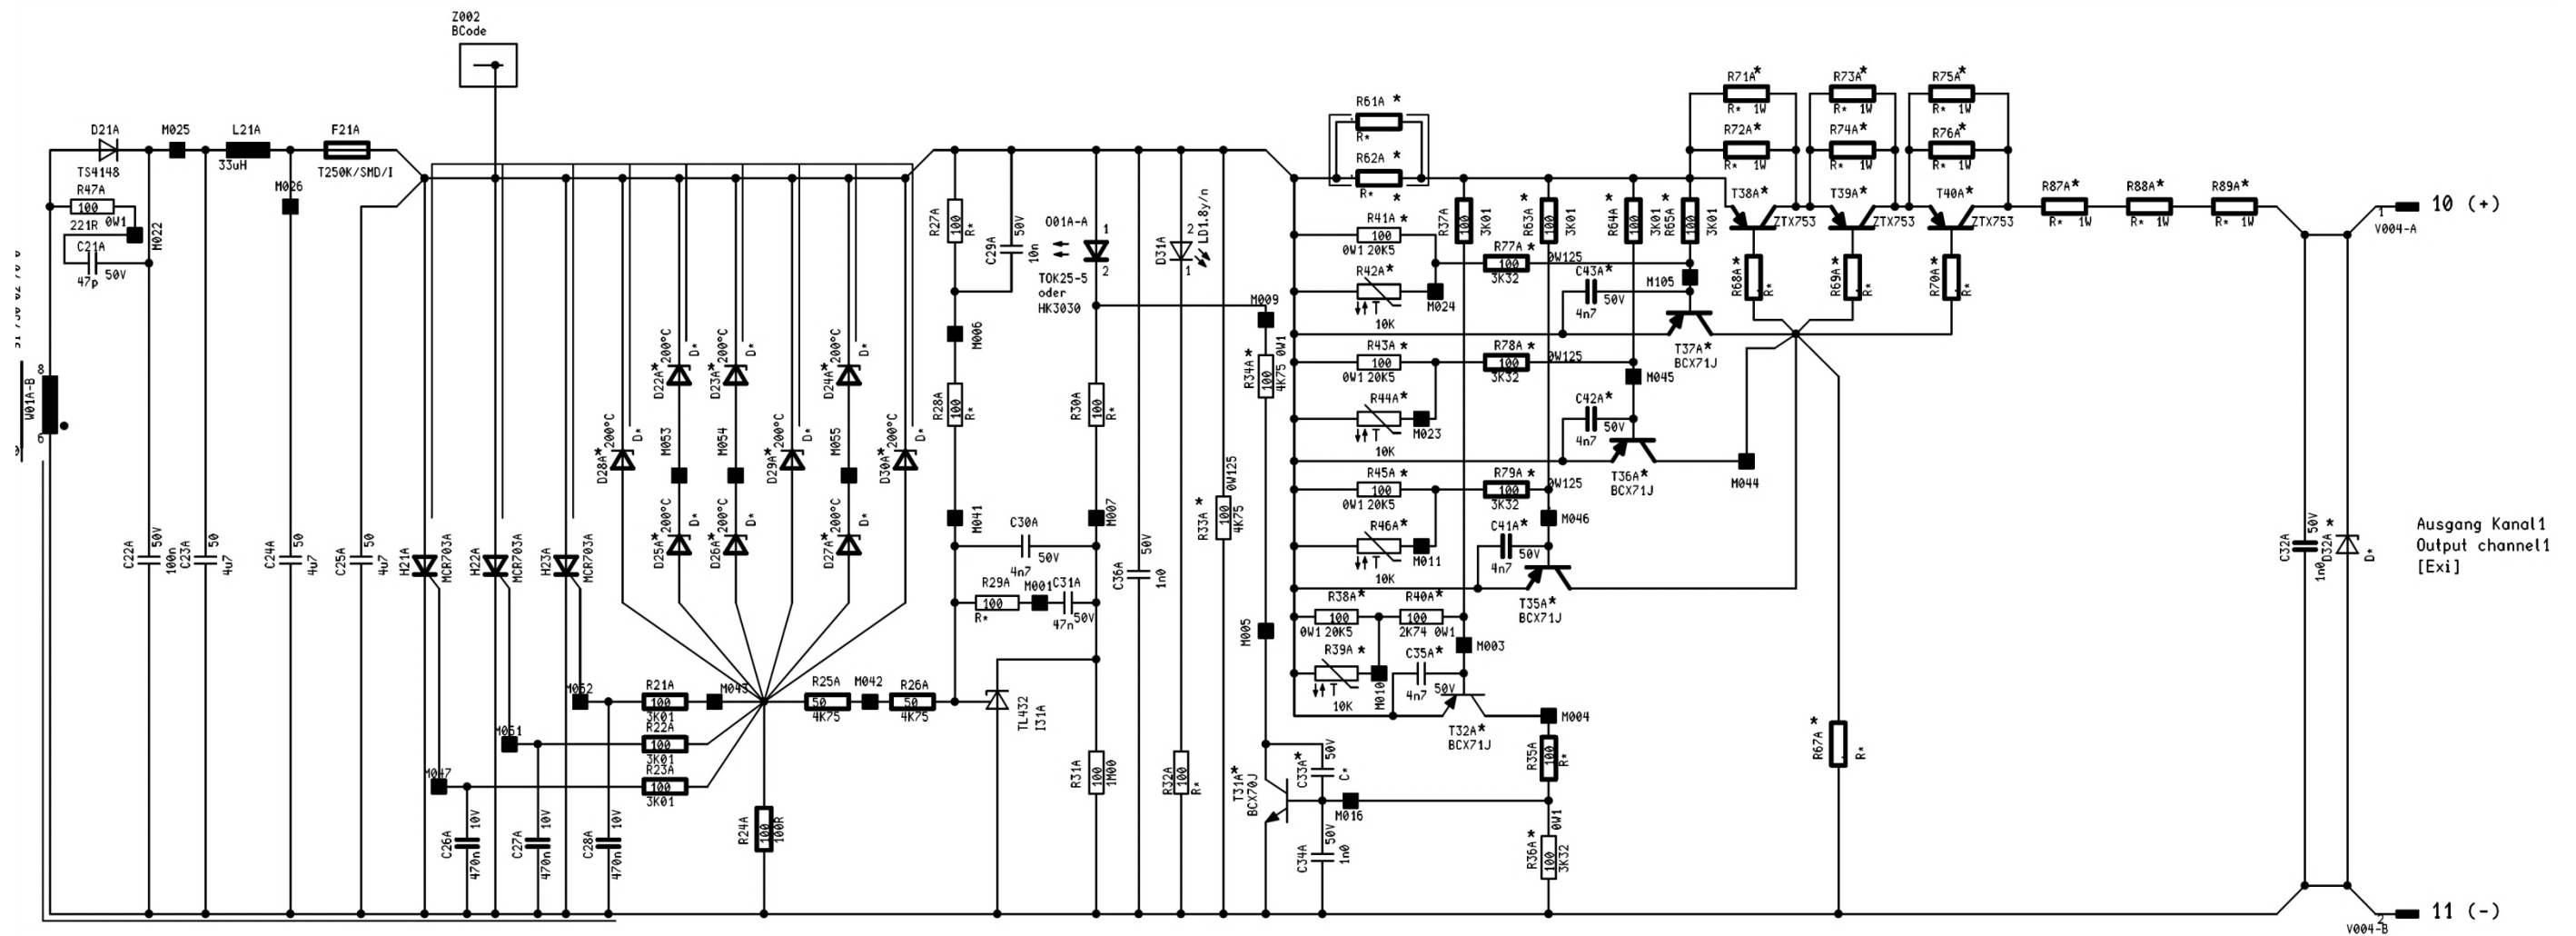 Z002
BCode
D21A
M025
L21A
F21A
TS4148
33uH
T250K/SMD/I
R47A
100
0W1
221R
C21A
47p
50V
M022
M026
8
W01A-B
6
C22A
50V
100n
C23A
50
4u7
C24A
50
4u7
C25A
4u7
H21A
MCR703A
H22A
MCR703A
H23A
MCR703A
D28A*
200°C
D*
D22A*
200°C
D*
M053
D25A*
200°C
D*
D23A*
200°C
D*
M054
D26A*
200°C
D*
D29A*
200°C
D*
D24A*
200°C
D*
M055
D27A*
200°C
D*
D30A*
200°C
D*
M052
R21A
100
3K01
M043
M051
R22A
100
3K01
M047
R23A
100
3K01
C26A
10V
470n
C27A
10V
470n
C28A
10V
470n
R24A
100
100R
R25A
50
4K75
M042
R26A
50
4K75
R27A
100
R*
C29A
50V
10n
M006
R28A
100
R*
M041
C30A
50V
4n7
R29A
100
R*
M001
C31A
50V
47n
TL432
I31A
O01A-A
1
2
TOK25-5
oder
HK3030
R30A
100
R*
M007
R31A
100
1M00
C36A
50V
1n0
D31A
2
1
LD1.8y/n
R32A
100
R*
R33A*
100
0W125
4K75
M009
R34A*
100
0W1
4K75
M005
T31A*
BCX70J
C33A*
50V
C*
C34A
50V
1n0
M016
R61A *
R*
R62A
R*
*
R41A
*
100
0W1 20K5
R42A*
T
10K
M024
R77A
*
100
0W125
3K32
C43A*
50V
4n7
M105
T37A*
BCX71J
R43A*
100
0W1 20K5
R44A*
T
10K
M023
R78A
*
100
0W125
3K32
M045
C42A*
50V
4n7
T36A*
BCX71J
M044
R45A *
100
0W1 20K5
R46A*
T
10K
M011
R79A *
100
0W125
3K32
M046
C41A*
50V
4n7
T35A*
BCX71J
R38A*
100
0W1 20K5
R40A*
100
2K74 0W1
R39A *
T
10K
M010
M003
C35A*
50V
4n7
T32A*
BCX71J
M004
R35A
100
R*
R36A*
100
0W1
3K32
R37A
100
3K01
R63A
*
100
3K01
R64A
*
100
3K01
R65A
*
100
3K01
R71A*
R* 1W
R72A*
R* 1W
R73A*
R* 1W
R74A*
R* 1W
R75A*
R* 1W
R76A*
R* 1W
T38A*
ZTX753
T39A*
ZTX753
T40A*
ZTX753
R68A*
R*
R69A*
R*
R70A*
R*
R67A
*
R*
R87A*
R* 1W
R88A*
R* 1W
R89A*
R* 1W
1
10 (+)
V004-A
C32A
50V
1n0
D32A
*
D*
Ausgang Kanal1
Output channel1
[Exi]
2
11 (-)
V004-B